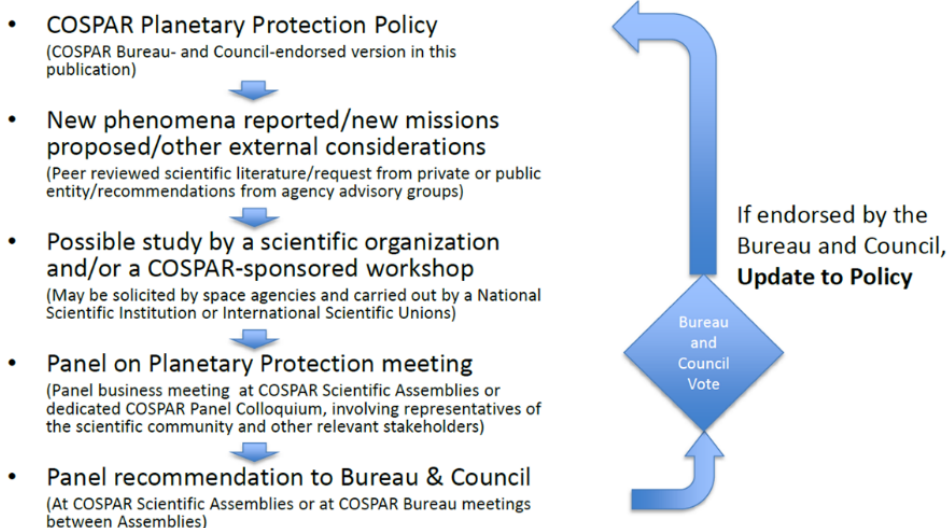 • COSPAR Planetary Protection Policy
(COSPAR Bureau- and Council-endorsed version in this
publication)
• New phenomena reported/new missions
proposed/other external considerations
(Peer reviewed scientific literature/request from private or public
entity/recommendations from agency advisory groups)
• Possible study by a scientific organization
and/or a COSPAR-sponsored workshop
(May be solicited by space agencies and carried out by a National
Scientific Institution or International Scientific Unions)
• Panel on Planetary Protection meeting
(Panel business meeting at COSPAR Scientific Assemblies or
dedicated COSPAR Panel Colloquium, involving representatives of
the scientific community and other relevant stakeholders)
• Panel recommendation to Bureau & Council
(At COSPAR Scientific Assemblies or at COSPAR Bureau meetings
between Assemblies)
If endorsed by the
Bureau and Council,
Update to Policy
Bureau
and
Council
Vote